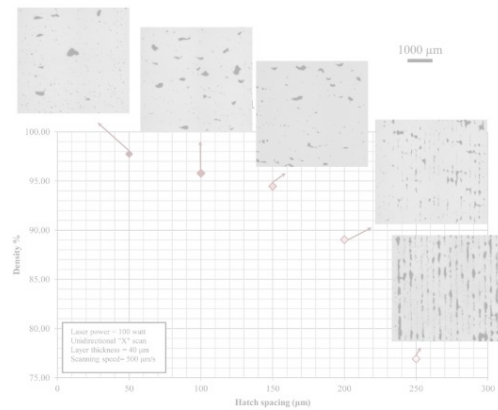 1000 µm
100.00
95.00
90.00
Density %
85.00
80.00
75.00
Laser power = 100 watt
Unidirectional "X" scan
Layer thickness = 40 µm
Scanning speed= 500 µm/s
0 50 100 150 200 250 300
Hatch spacing (µm)